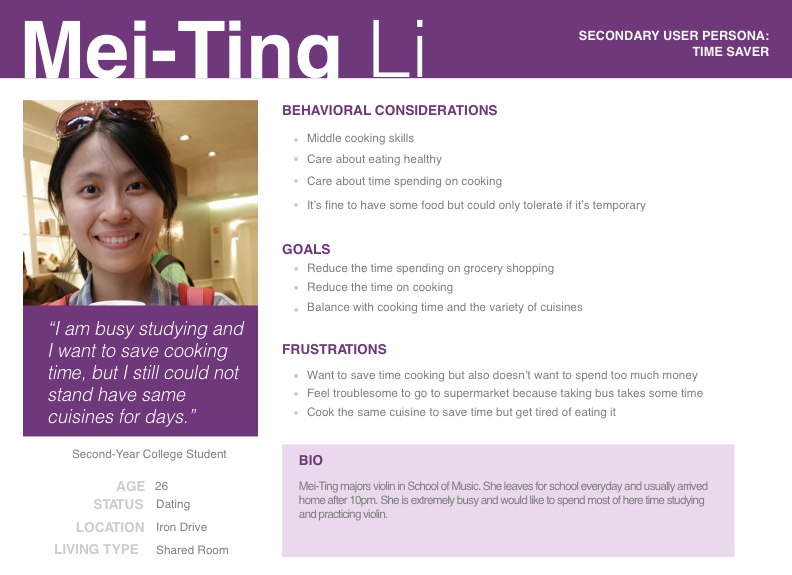 Mei-Ting Li
SECONDARY USER PERSONA:
TIME SAVER
BEHAVIORAL CONSIDERATIONS
Middle cooking skills
Care about eating healthy
Care about time spending on cooking
It's fine to have some food but could only tolerate if it's temporary
GOALS
Reduce the time spending on grocery shopping
Reduce the time on cooking
Balance with cooking time and the variety of cuisines
FRUSTRATIONS
Want to save time cooking but also doesn't want to spend too much money
Feel troublesome to go to supermarket because taking bus takes some time
Cook the same cuisine to save time but get tired of eating it
“I am busy studying and
I want to save cooking
time, but I still could not
stand have same
cuisines for days.”
Second-Year College Student
AGE 26
STATUS Dating
LOCATION Iron Drive
LIVING TYPE Shared Room
BIO
Mei-Ting majors violin in School of Music. She leaves for school everyday and usually arrived
home after 10pm. She is extremely busy and would like to spend most of here time studying
and practicing violin.